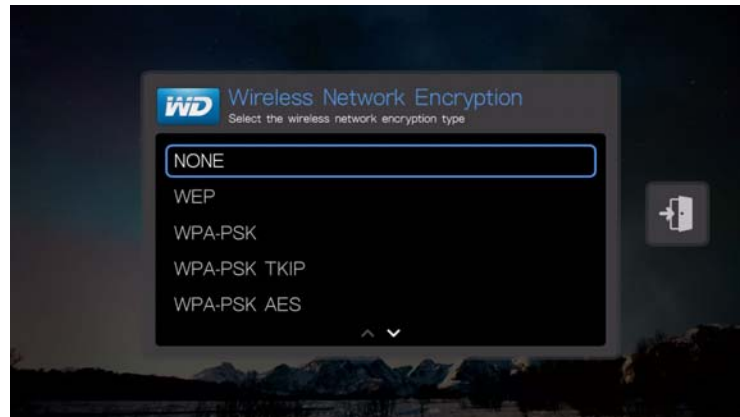 WD
Wireless Network Encryption
Select the wireless network encryption type
NONE
WEP
WPA-PSK
WPA-PSK TKIP
WPA-PSK AES